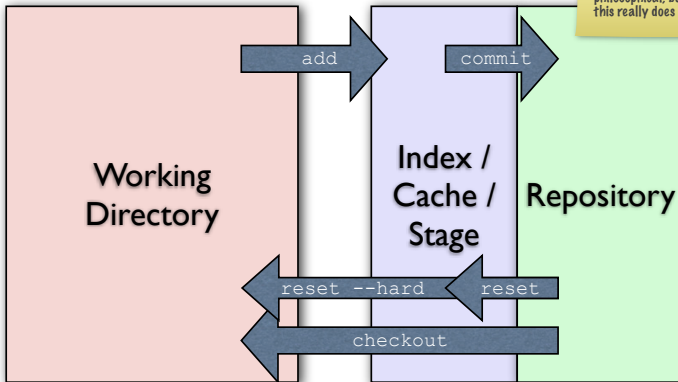 this really does
add
commit
Working
Directory
Index /
Cache /
Stage
Repository
reset --hard
reset
checkout